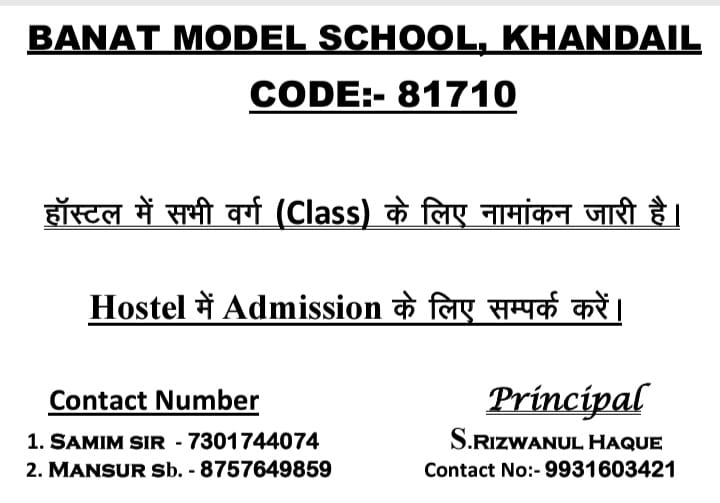 BANAT MODEL SCHOOL, KHANDAIL
CODE:- 81710
हॉस्टल में सभी वर्ग (Class) के लिए नामांकन जारी है।
Hostel में Admission के लिए सम्पर्क करें।
Contact Number
1. SAMIM SIR - 7301744074
2. MANSUR Sb. - 8757649859
Principal
S.RIZWANUL HAQUE
Contact No:- 9931603421